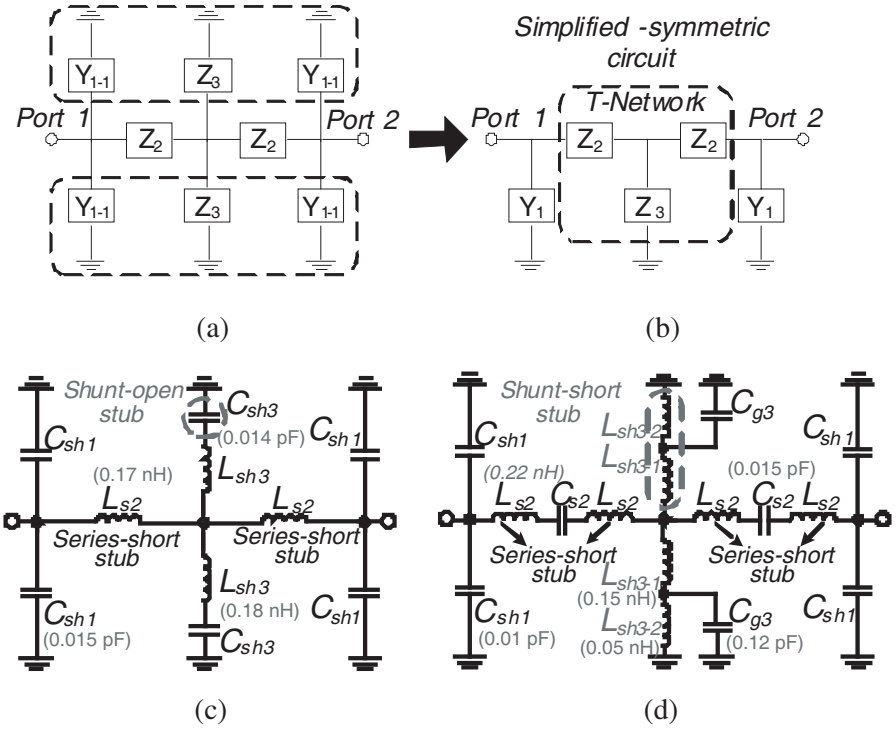 Y1-1
Z3
Y1-1
Port 1
Z2
Z2
Port 2
Y1-1
Z3
Y1-1
(a)
Simplified -symmetric
circuit
T-Network
Port 1
Z2
Z2
Port 2
Y1
Z3
Y1
(b)
Shunt-open
stub
Csh3
(0.014 pF)
Csh1
Csh1
(0.17 nH)
Lsh3
Ls2
Ls2
Series-short
stub
Series-short
stub
Lsh3
(0.18 nH)
Csh1
(0.015 pF)
Csh3
Csh1
(c)
Shunt-short
stub
Lsh3-2
Cg3
Csh1
Lsh3-1
Csh1
(0.22 nH)
(0.015 pF)
Ls2
Cs2
Ls2
Ls2
Cs2
Ls2
Series-short
stub
Series-short
stub
Lsh3-1
(0.15 nH)
Csh1
(0.01 pF)
Lsh3-2
(0.05 nH)
Cg3
(0.12 pF)
Csh1
(d)